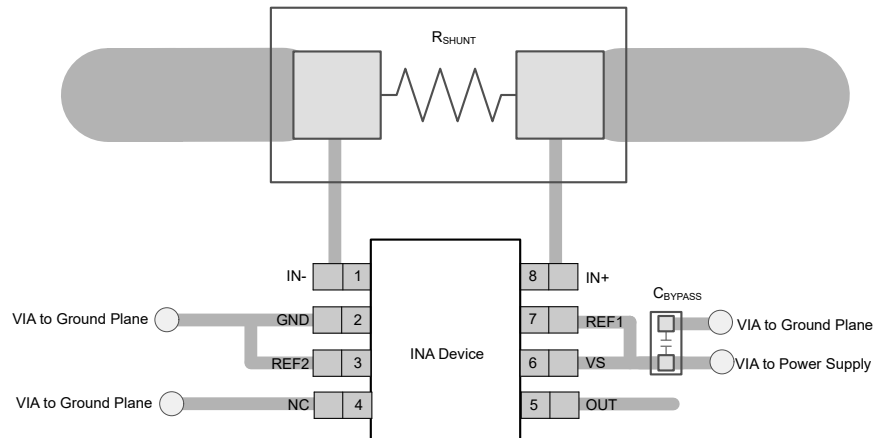 RSHUNT
IN-
1
8
IN+
CBYPASS
VIA to Ground Plane
GND
2
7
REF1
VIA to Ground Plane
INA Device
REF2
3
6
VS
VIA to Power Supply
VIA to Ground Plane
NC
4
5
OUT